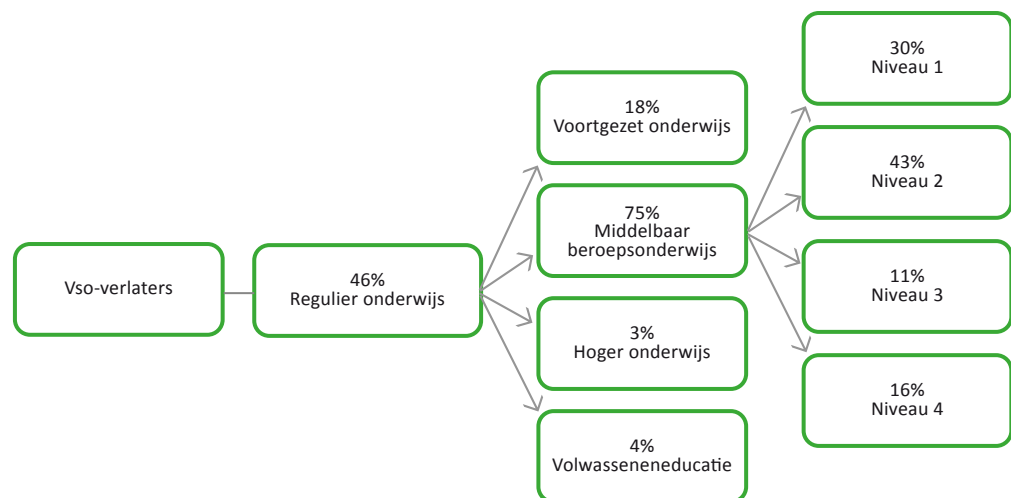 Vso-verlaters
46%
Regulier onderwijs
18%
Voortgezet onderwijs
75%
Middelbaar
beroepsonderwijs
3%
Hoger onderwijs
4%
Volwasseneneducatie
30%
Niveau 1
43%
Niveau 2
11%
Niveau 3
16%
Niveau 4